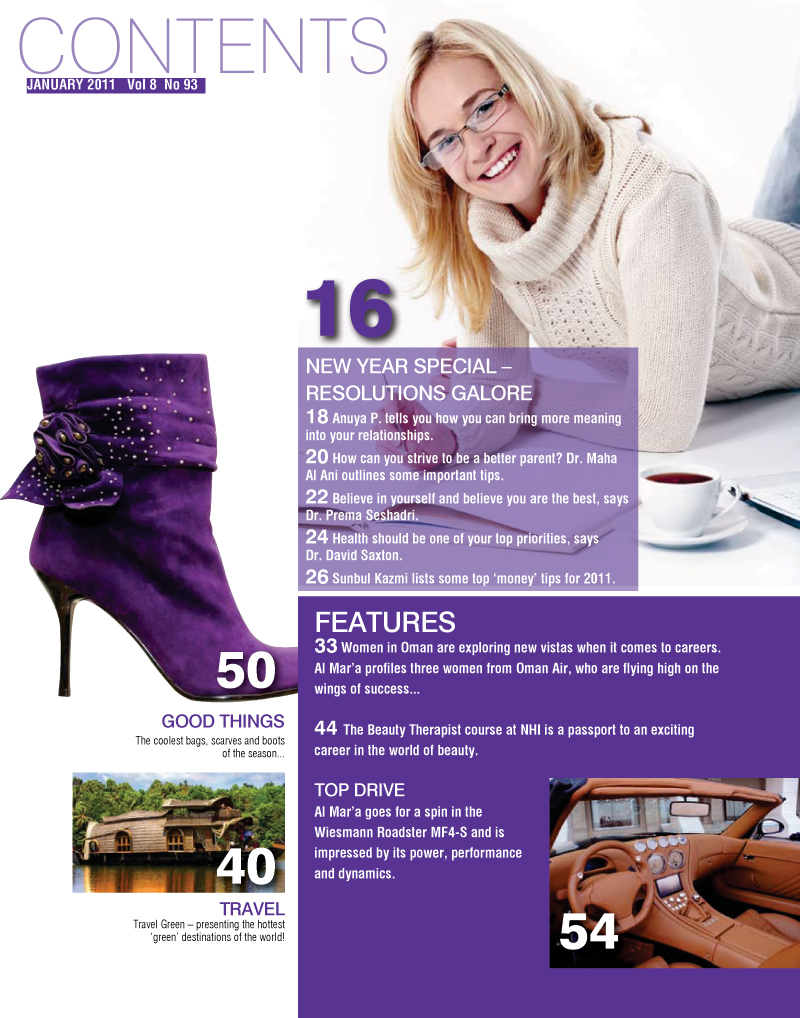 CONTENTS
JANUARY 2011 Vol 8 No 93
16
NEW YEAR SPECIAL –
RESOLUTIONS GALORE
18 Anuya P. tells you how you can bring more meaning
into your relationships.
20 How can you strive to be a better parent? Dr. Maha
Al Ani outlines some important tips.
22 Believe in yourself and believe you are the best, says
Dr. Prema Seshadri.
24 Health should be one of your top priorities, says
Dr. David Saxton.
26 Sunbul Kazmi lists some top ‘money’ tips for 2011.
50
GOOD THINGS
The coolest bags, scarves and boots
of the season...
40
TRAVEL
Travel Green – presenting the hottest
‘green’ destinations of the world!
FEATURES
33 Women in Oman are exploring new vistas when it comes to careers.
Al Mar’a profiles three women from Oman Air, who are flying high on the
wings of success...
44 The Beauty Therapist course at NHI is a passport to an exciting
career in the world of beauty.
TOP DRIVE
Al Mar’a goes for a spin in the
Wiesmann Roadster MF4-S and is
impressed by its power, performance
and dynamics.
54